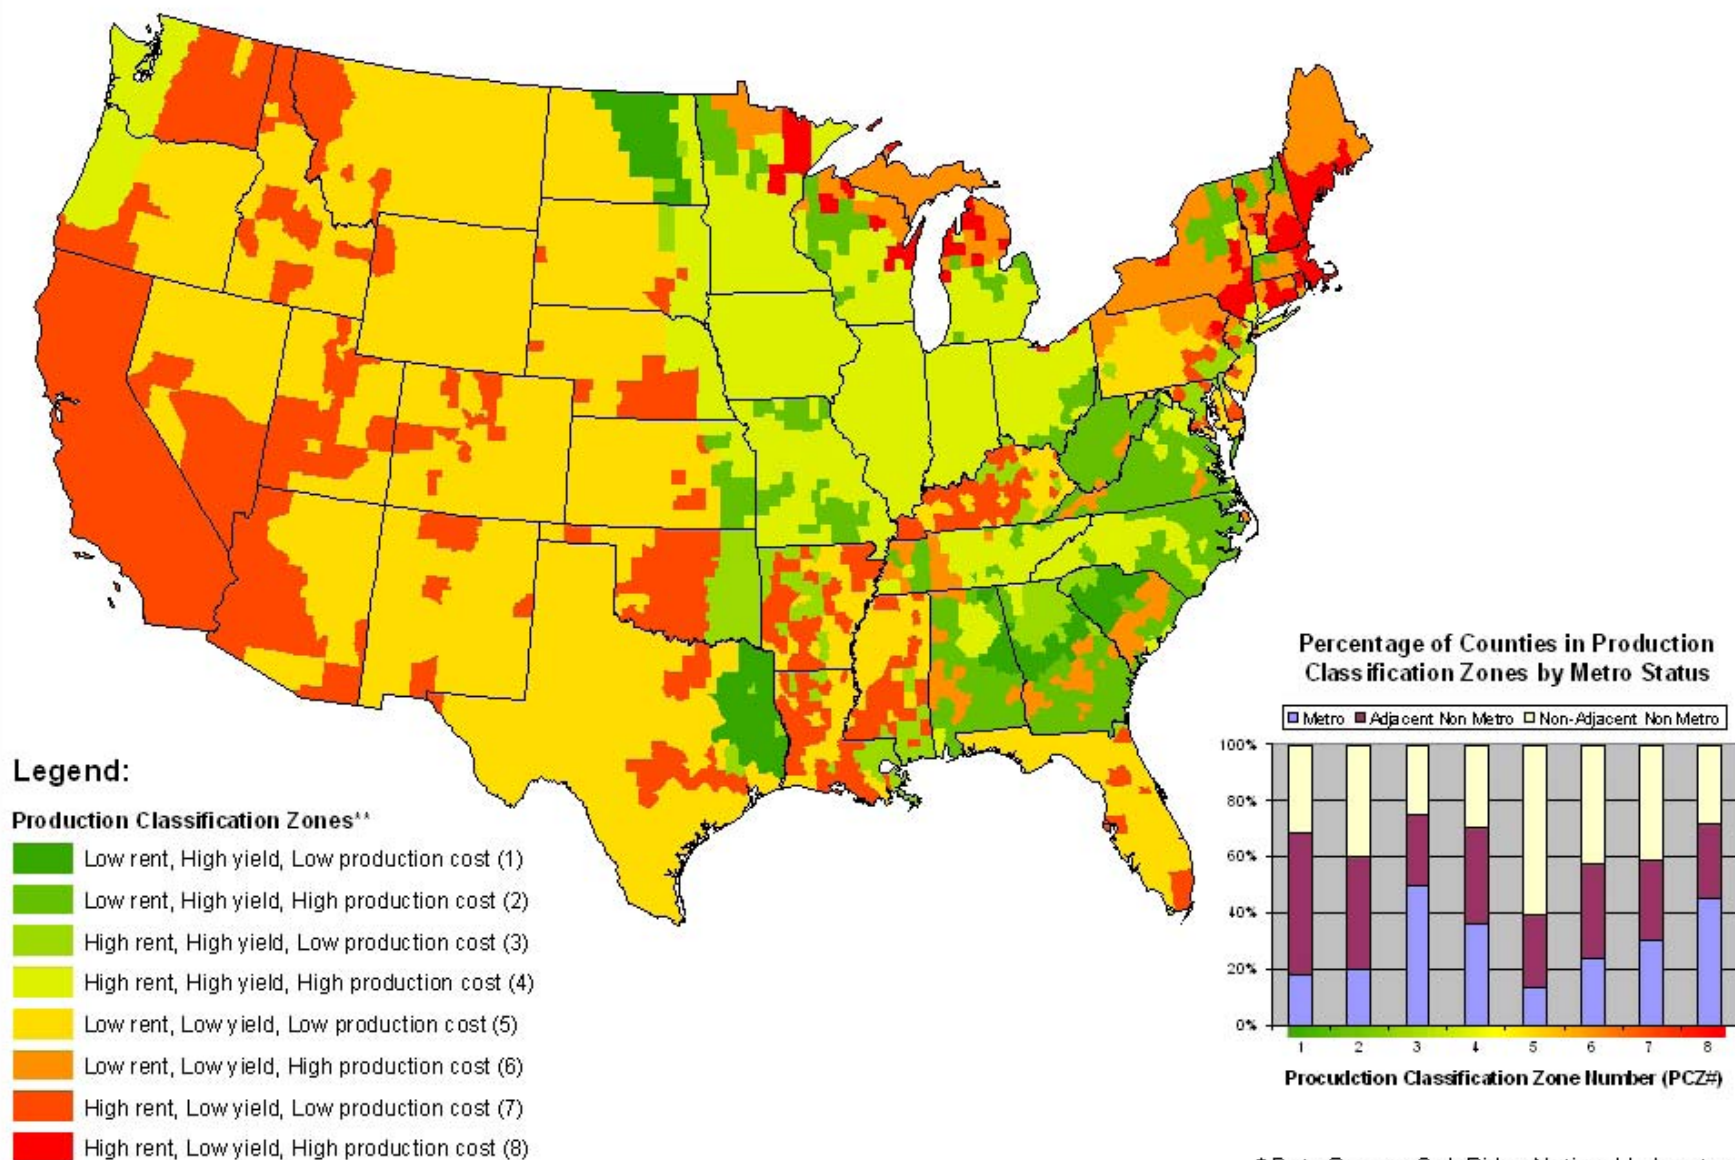 Percentage of Counties in Production
Classification Zones by Metro Status
Metro Adjacent Non Metro Non-Adjacent Non Metro
100%
80%
60%
40%
20%
0%
1 2 3 4 5 6 7 8
Procudction Classification Zone Number (PCZ#)
Legend:
Production Classification Zones**
Low rent, High yield, Low production cost (1)
Low rent, High yield, High production cost (2)
High rent, High yield, Low production cost (3)
High rent, High yield, High production cost (4)
Low rent, Low yield, Low production cost (5)
Low rent, Low yield, High production cost (6)
High rent, Low yield, Low production cost (7)
High rent, Low yield, High production cost (8)